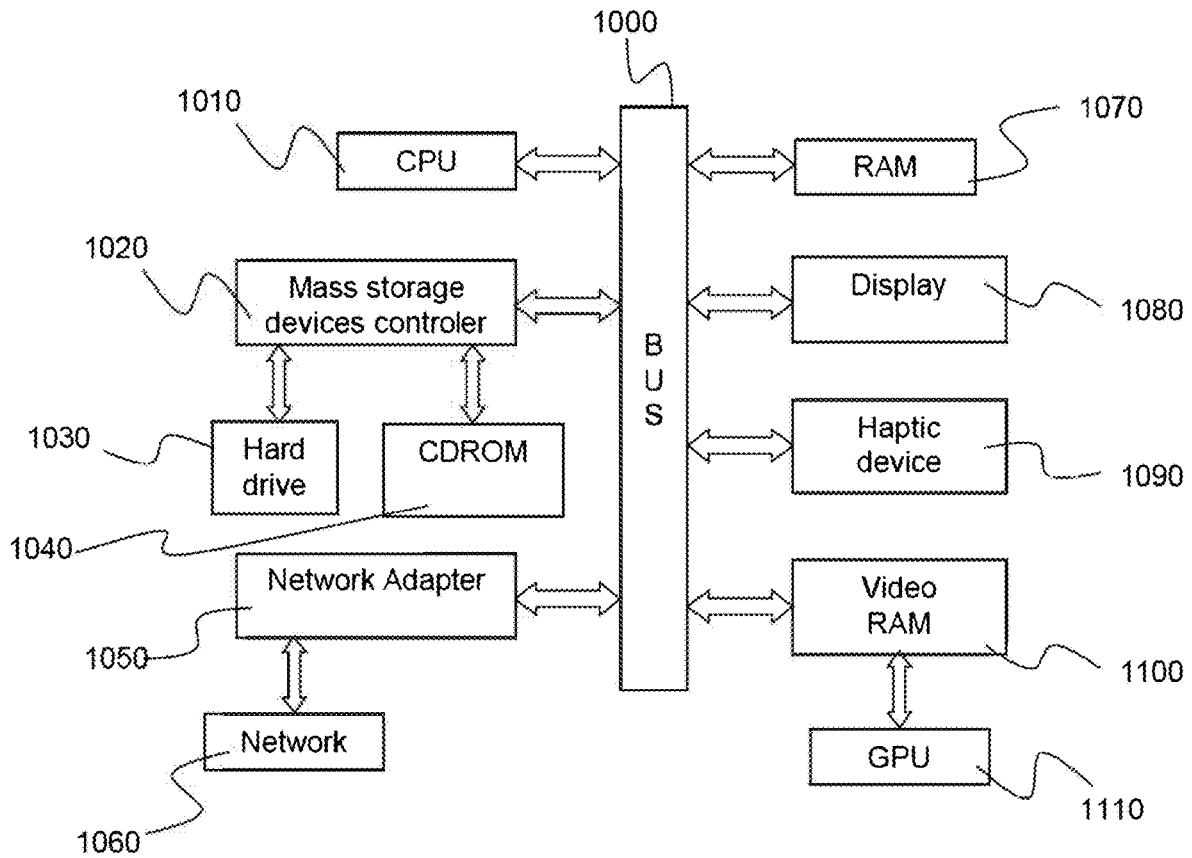 1000
1010
CPU
1070
RAM
1020
Mass storage
devices controler
Display
1080
B
U
S
1030
Hard
drive
CDROM
Haptic
device
1090
1040
Network Adapter
1050
Video
RAM
1100
Network
1060
GPU
1110